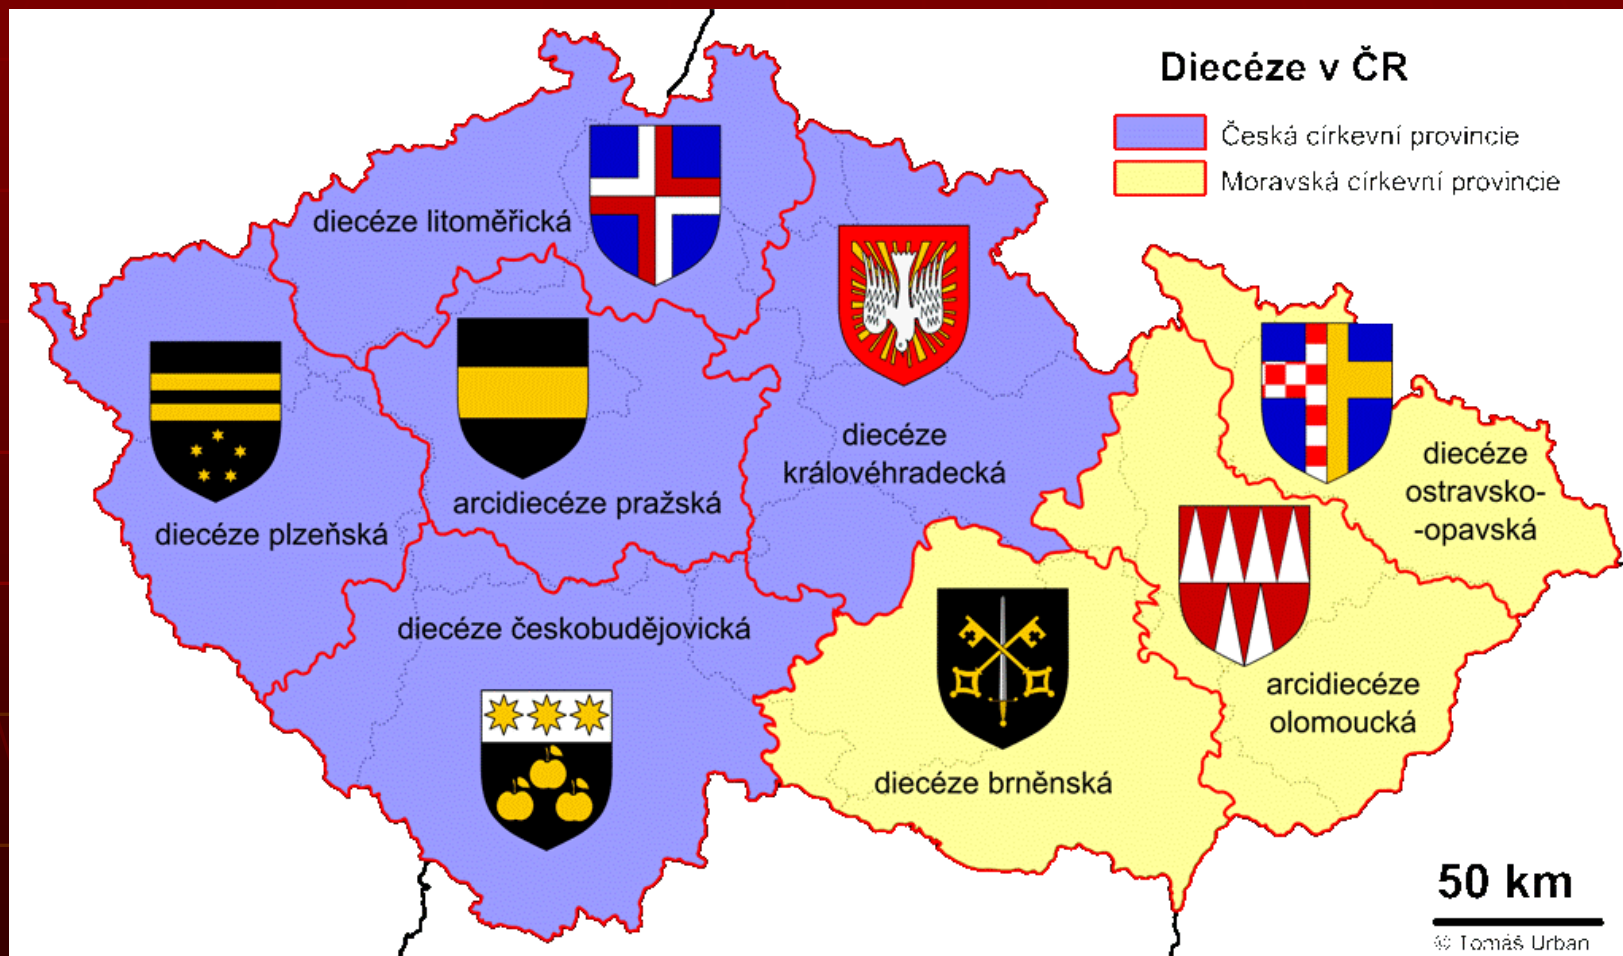 Diecéze v ČR
Česká církevní provincie
Moravská církevní provincie
diecéze litoměřická
diecéze
královéhradecká
diecéze
ostravsko-
-opavská
arcidiecéze pražská
diecéze plzeňská
diecéze českobudějovická
arcidiecéze
olomoucká
diecéze brněnská
50 km
© Tomáš Urban